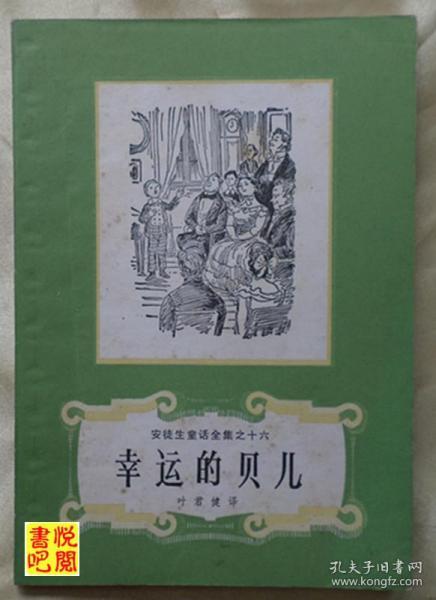 安徒生童话全集之十六
幸运的贝儿
叶君健译
悦阅
書吧
孔夫子旧书网
www.kongfz.com